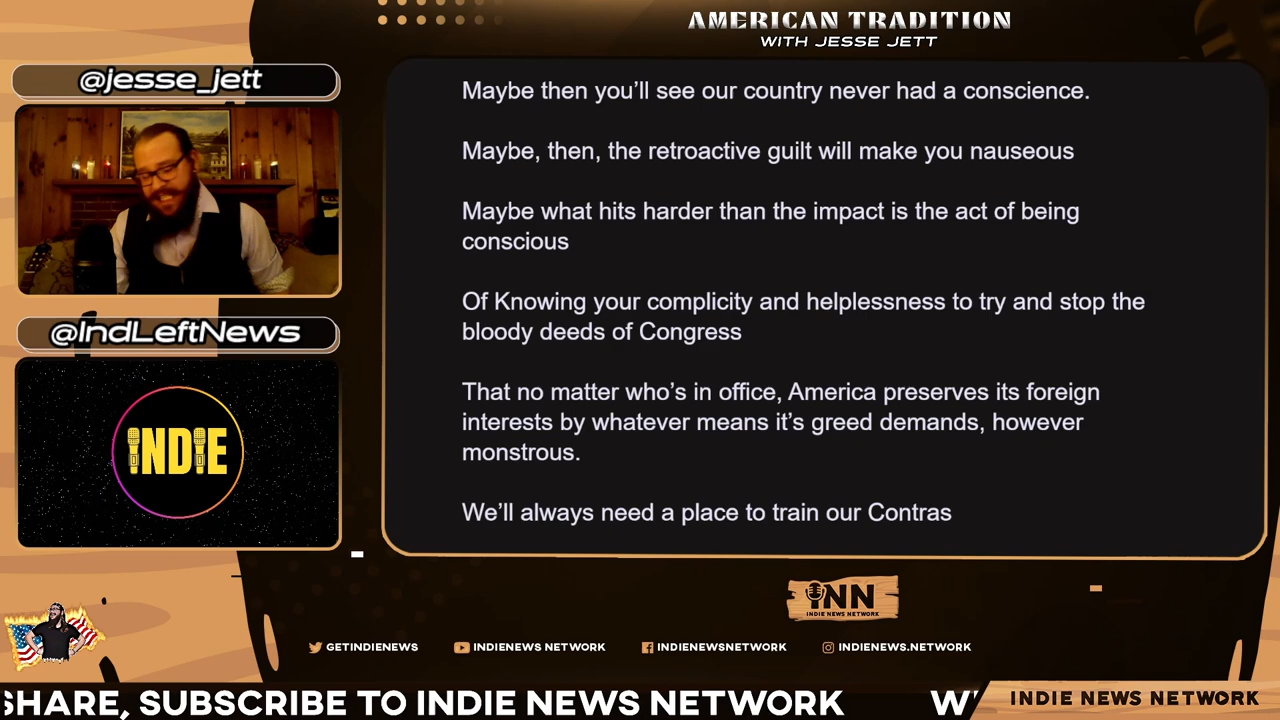 AMERICAN TRADITION
WITH JESSE JETT
@jesse_jett
Maybe then you’ll see our country never had a conscience.
Maybe, then, the retroactive guilt will make you nauseous
Maybe what hits harder than the impact is the act of being
conscious
Of Knowing your complicity and helplessness to try and stop the
bloody deeds of Congress
That no matter who’s in office, America preserves its foreign
interests by whatever means it’s greed demands, however
monstrous.
We’ll always need a place to train our Contras
@IndLeftNews
INDIE
INN
INDIE NEWS NETWORK
GETINDIENEWS
INDIENEWS NETWORK
INDIENEWSNETWORK
INDIENEWS.NETWORK
SHARE, SUBSCRIBE TO INDIE NEWS NETWORK
INDIE NEWS NETWORK